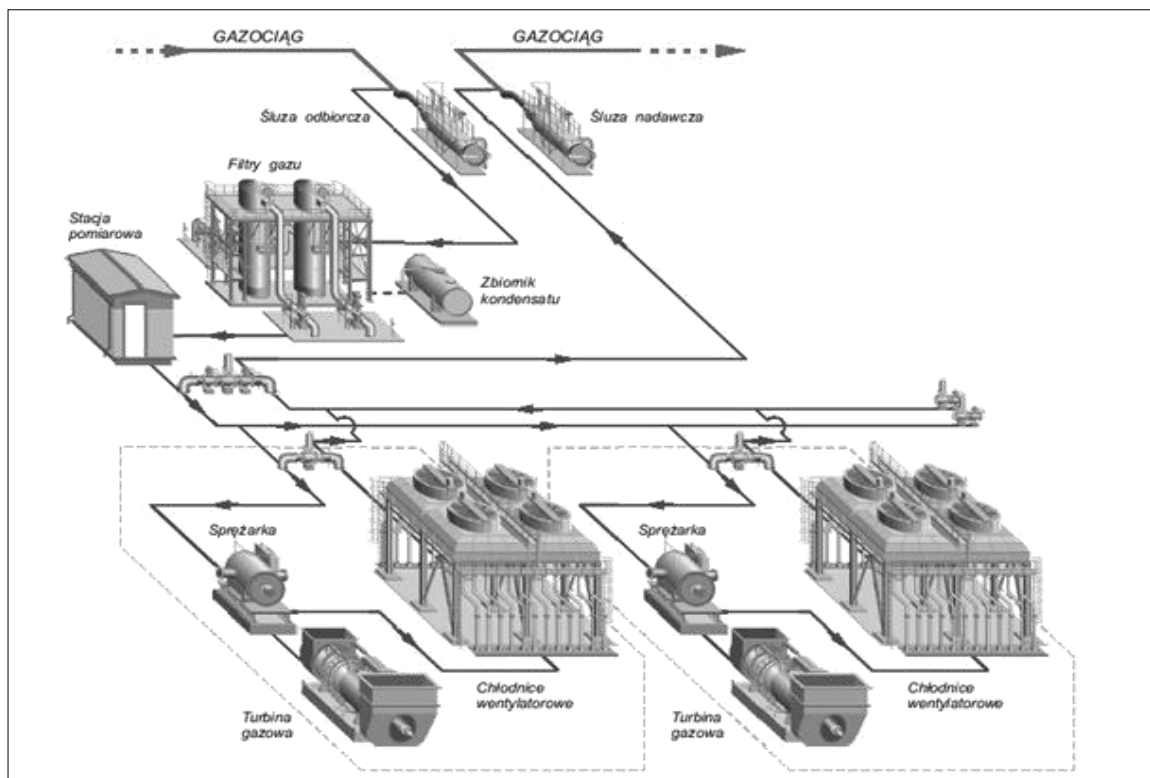 GAZOCIĄG
GAZOCIĄG
Śluza odbiorcza
Śluza nadawcza
Filtry gazu
Stacja
pomiarowa
Zbiornik
kondensatu
Sprężarka
Sprężarka
Chłodnice
wentylatorowe
Chłodnice
wentylatorowe
Turbina
gazowa
Turbina
gazowa